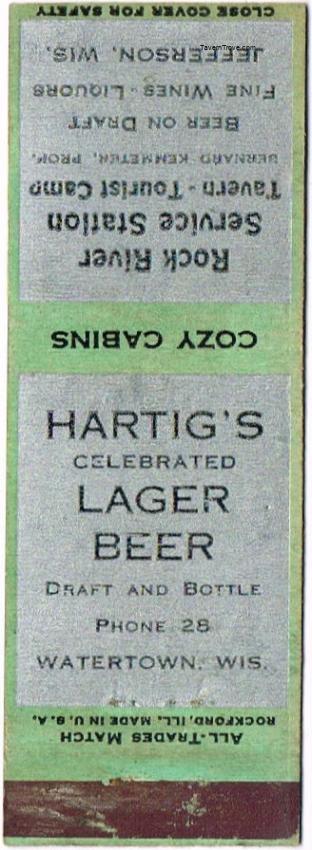 CLOSE COVER FOR SAFETY
TavernTrove.com
Rock River
Service Station
Tavern - Tourist Camp
BERNARD KEMMETER, PROP.
BEER ON DRAFT
FINE WINES - LIQUORS
JEFFERSON, WIS.
COZY CABINS
HARTIG'S
CELEBRATED
LAGER
BEER
DRAFT AND BOTTLE
PHONE 28
WATERTOWN, WIS.
ALL-TRADES MATCH
ROCKFORD, ILL. MADE IN U.S.A.